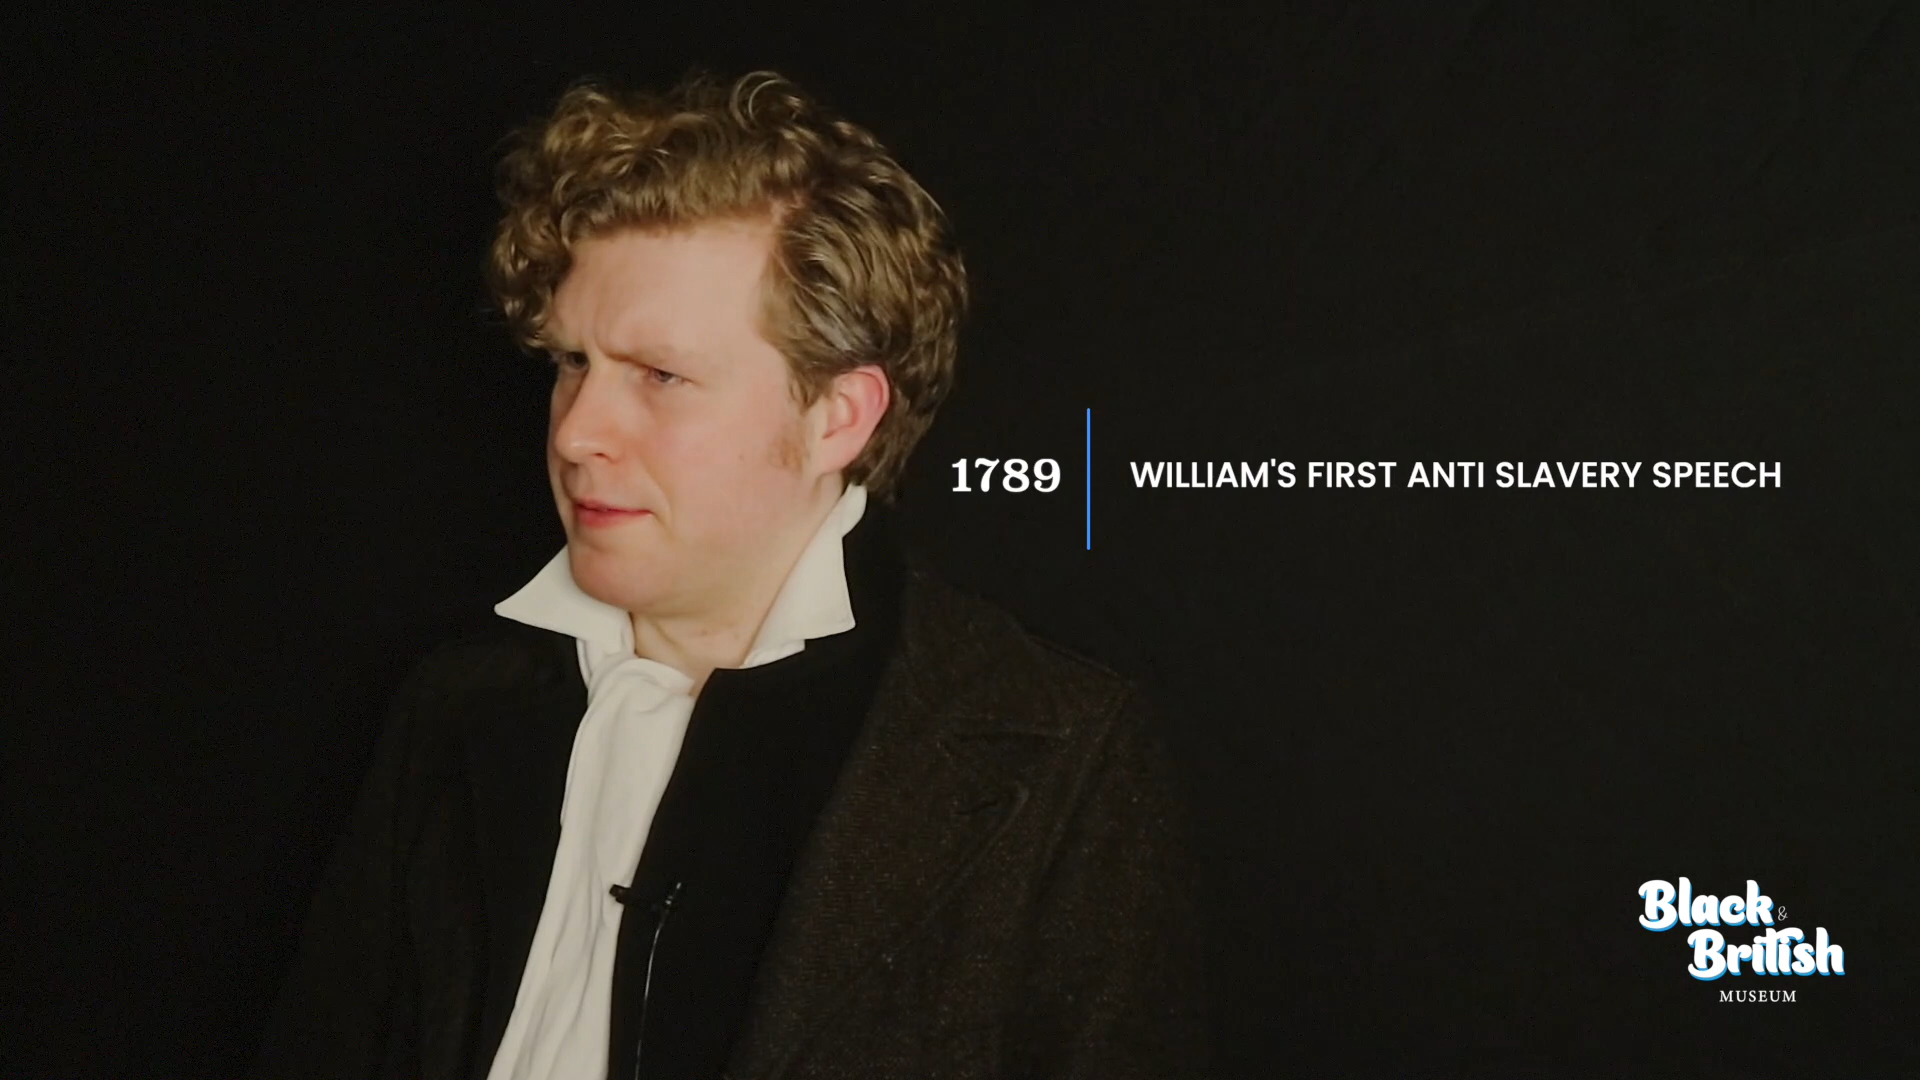 1789
WILLIAM'S FIRST ANTI SLAVERY SPEECH
Black &
British
MUSEUM